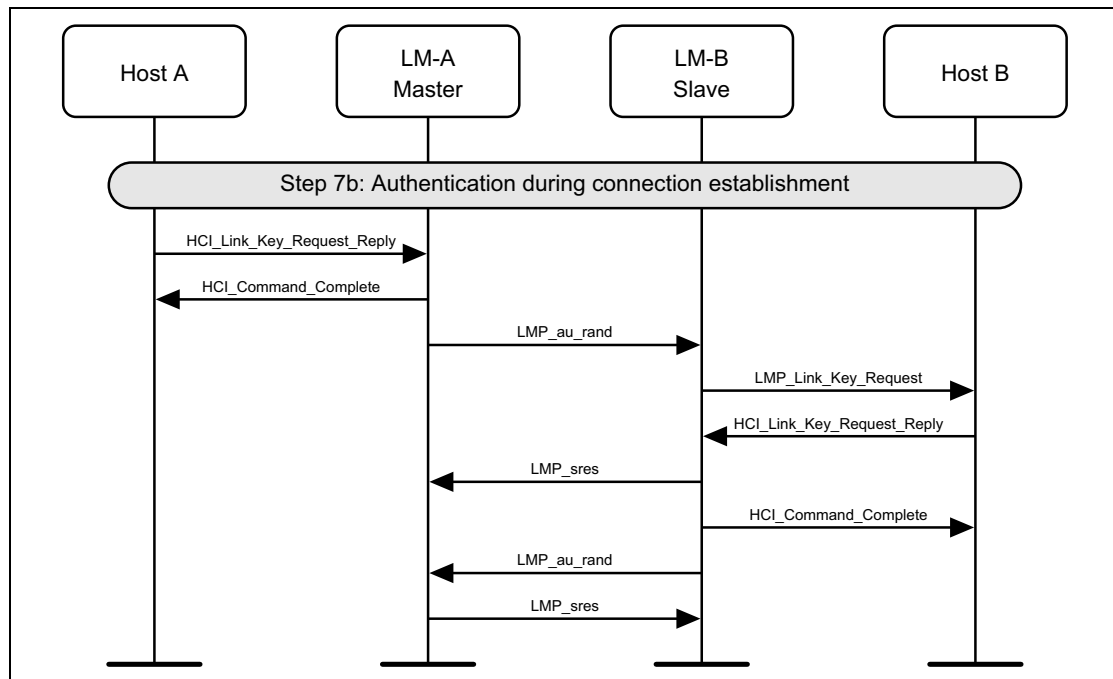 Host A
LM-A
Master
LM-B
Slave
Host B
Step 7b: Authentication during connection establishment
HCI_Link_Key_Request_Reply
HCI_Command_Complete
LMP_au_rand
LMP_Link_Key_Request
HCI_Link_Key_Request_Reply
LMP_sres
HCI_Command_Complete
LMP_au_rand
LMP_sres